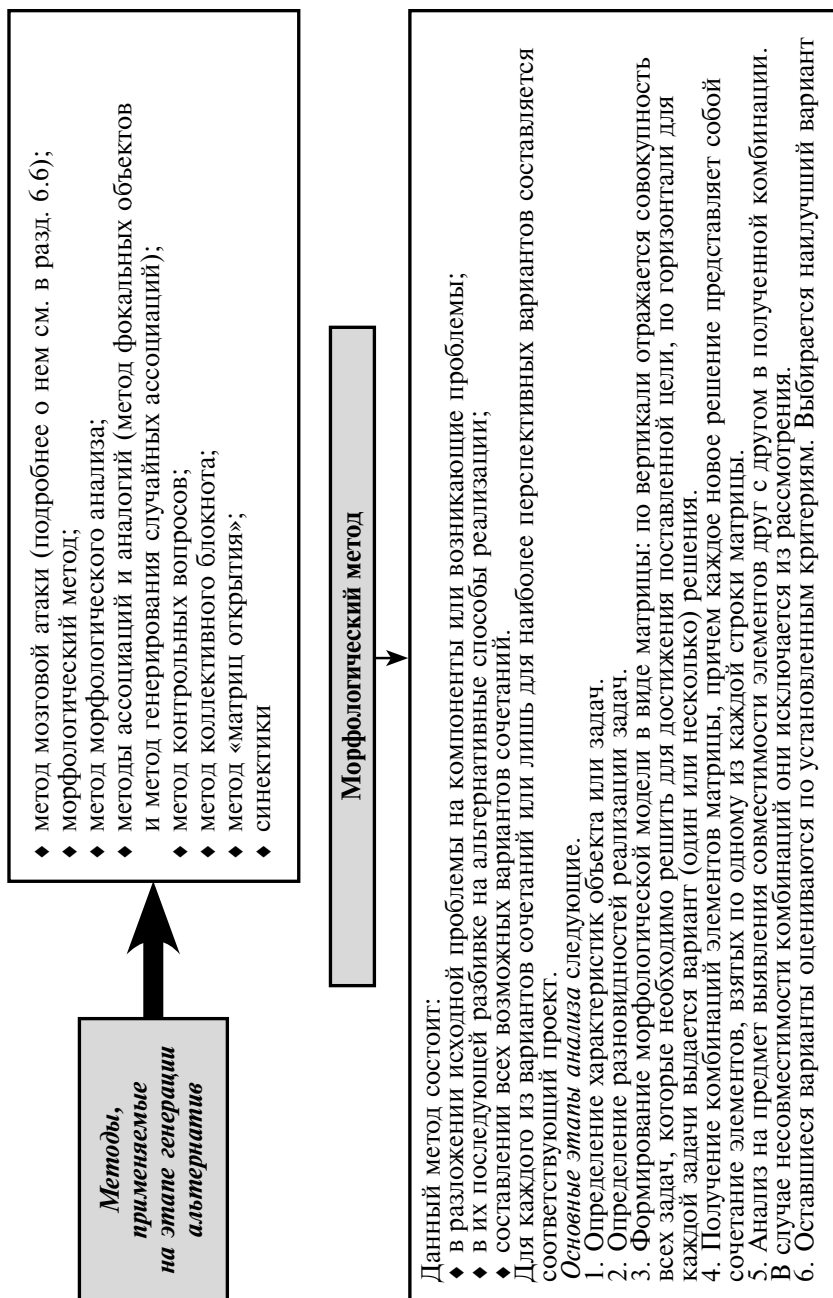 Методы,
применяемые
на этапе генерации
альтернатив
♦ метод мозговой атаки (подробнее о нем см. в разд. 6.6);
♦ морфологический метод;
♦ метод морфологического анализа;
♦ методы ассоциаций и аналогий (метод фокальных объектов
и метод генерирования случайных ассоциаций);
♦ метод контрольных вопросов;
♦ метод коллективного блокнота;
♦ метод «матриц открытия»;
♦ синектики
Морфологический метод
Данный метод состоит:
♦ в разложении исходной проблемы на компоненты или возникающие проблемы;
♦ в их последующей разбивке на альтернативные способы реализации;
♦ составлении всех возможных вариантов сочетаний.
Для каждого из вариантов сочетаний или лишь для наиболее перспективных вариантов составляется
соответствующий проект.
Основные этапы анализа следующие.
1. Определение характеристик объекта или задач.
2. Определение разновидностей реализации задач.
3. Формирование морфологической модели в виде матрицы: по вертикали отражается совокупность
всех задач, которые необходимо решить для достижения поставленной цели, по горизонтали для
каждой задачи выдается вариант (один или несколько) решения.
4. Получение комбинаций элементов матрицы, причем каждое новое решение представляет собой
сочетание элементов, взятых по одному из каждой строки матрицы.
5. Анализ на предмет выявления совместимости элементов друг с другом в полученной комбинации.
В случае несовместимости комбинаций они исключается из рассмотрения.
6. Оставшиеся варианты оцениваются по установленным критериям. Выбирается наилучший вариант